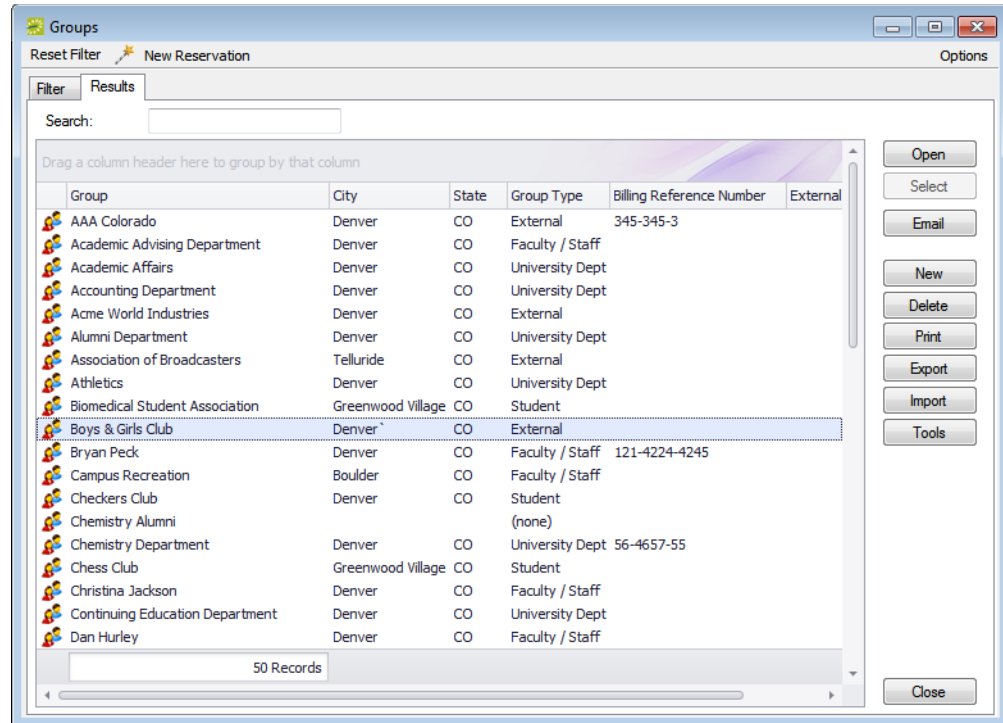 Groups
Reset Filter New Reservation Options
Filter Results
Search:
Drag a column header here to group by that column
Group City State Group Type Billing Reference Number External
AAA Colorado Denver CO External 345-345-3
Academic Advising Department Denver CO Faculty / Staff
Academic Affairs Denver CO University Dept
Accounting Department Denver CO University Dept
Acme World Industries Denver CO External
Alumni Department Denver CO University Dept
Association of Broadcasters Telluride CO External
Athletics Denver CO University Dept
Biomedical Student Association Greenwood Village CO Student
Boys & Girls Club Denver` CO External
Bryan Peck Denver CO Faculty / Staff 121-4224-4245
Campus Recreation Boulder CO Faculty / Staff
Checkers Club Denver CO Student
Chemistry Alumni (none)
Chemistry Department Denver CO University Dept 56-4657-55
Chess Club Greenwood Village CO Student
Christina Jackson Denver CO Faculty / Staff
Continuing Education Department Denver CO University Dept
Dan Hurley Denver CO Faculty / Staff
50 Records
Open
Select
Email
New
Delete
Print
Export
Import
Tools
Close